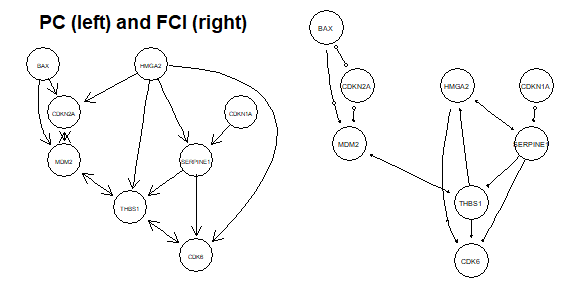 PC (left) and FCI (right)
BAX
HMGA2
CDKN2A
CDKN1A
MDM2
SERPINE1
THBS1
CDK6
BAX
CDKN2A
HMGA2
CDKN1A
MDM2
SERPINE1
THBS1
CDK6